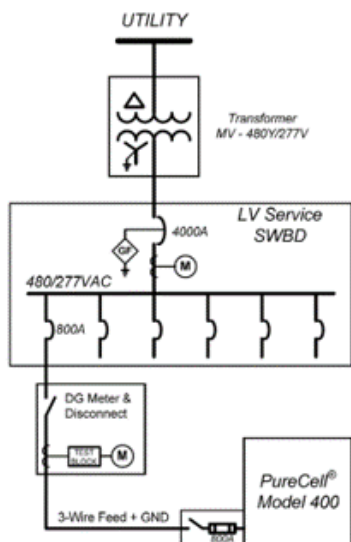 UTILITY
Transformer
MV - 480Y/277V
LV Service
SWBD
4000A
GF
M
480/277VAC
800A
DG Meter &
Disconnect
TEST
BLOCK
M
3-Wire Feed + GND
800A
PureCell®
Model 400